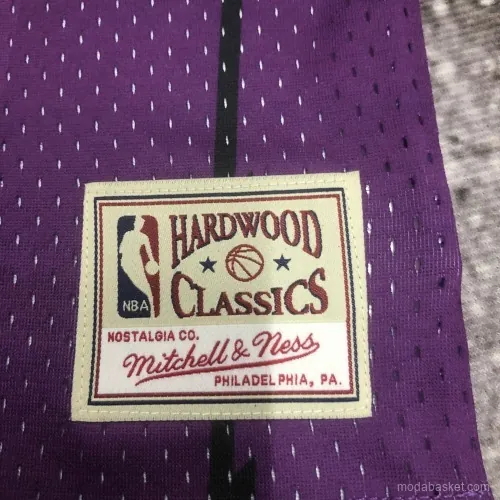 HARDWOOD
CLASSICS
NBA
NOSTALGIA CO.
Mitchell & Ness
PHILADELPHIA, PA.
modabasket.com